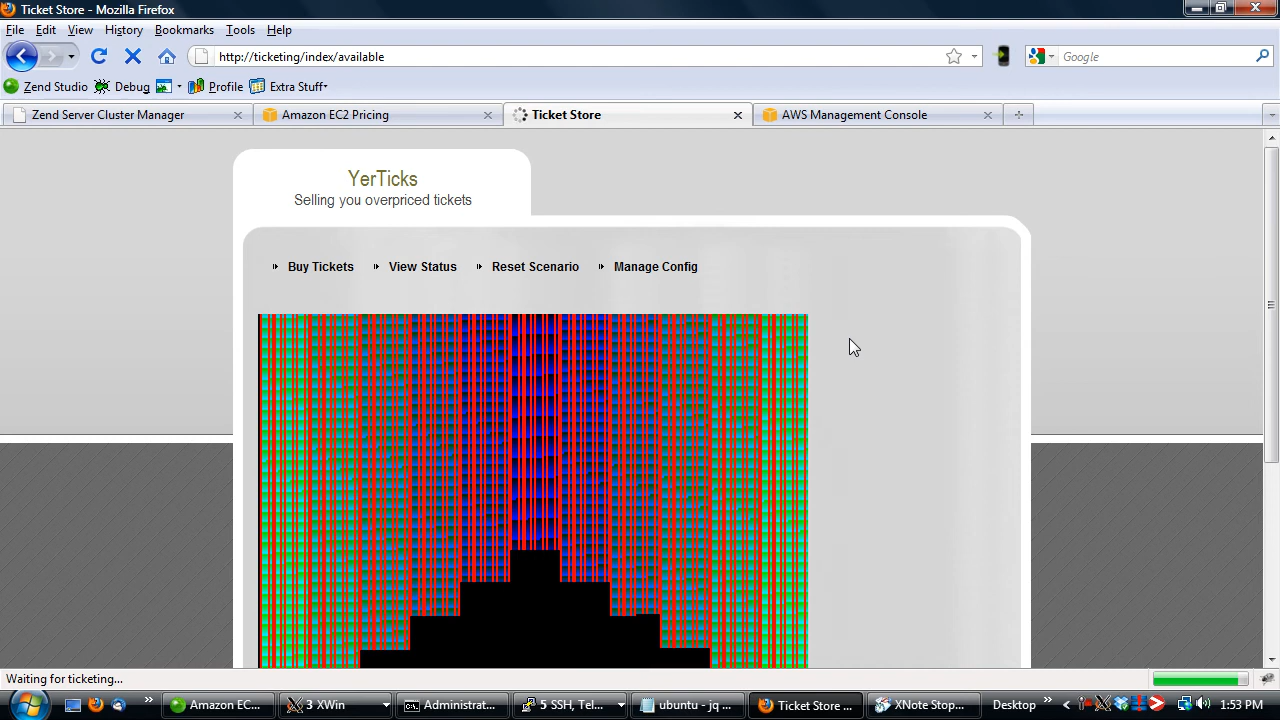 Ticket Store - Mozilla Firefox
File Edit View History Bookmarks Tools Help
http://ticketing/index/available
Google
Zend Studio Debug Profile Extra Stuff
Zend Server Cluster Manager Amazon EC2 Pricing Ticket Store AWS Management Console
YerTicks
Selling you overpriced tickets
Buy Tickets View Status Reset Scenario Manage Config
Waiting for ticketing...
Amazon EC... 3 XWin Administrat... 5 SSH, Tel... ubuntu - jq ... Ticket Store ... XNote Stop... Desktop 1:53 PM